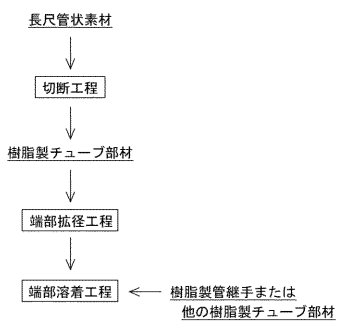 長尺管状素材
切断工程
樹脂製チューブ部材
端部拡径工程
端部溶着工程
樹脂製管継手または
他の樹脂製チューブ部材